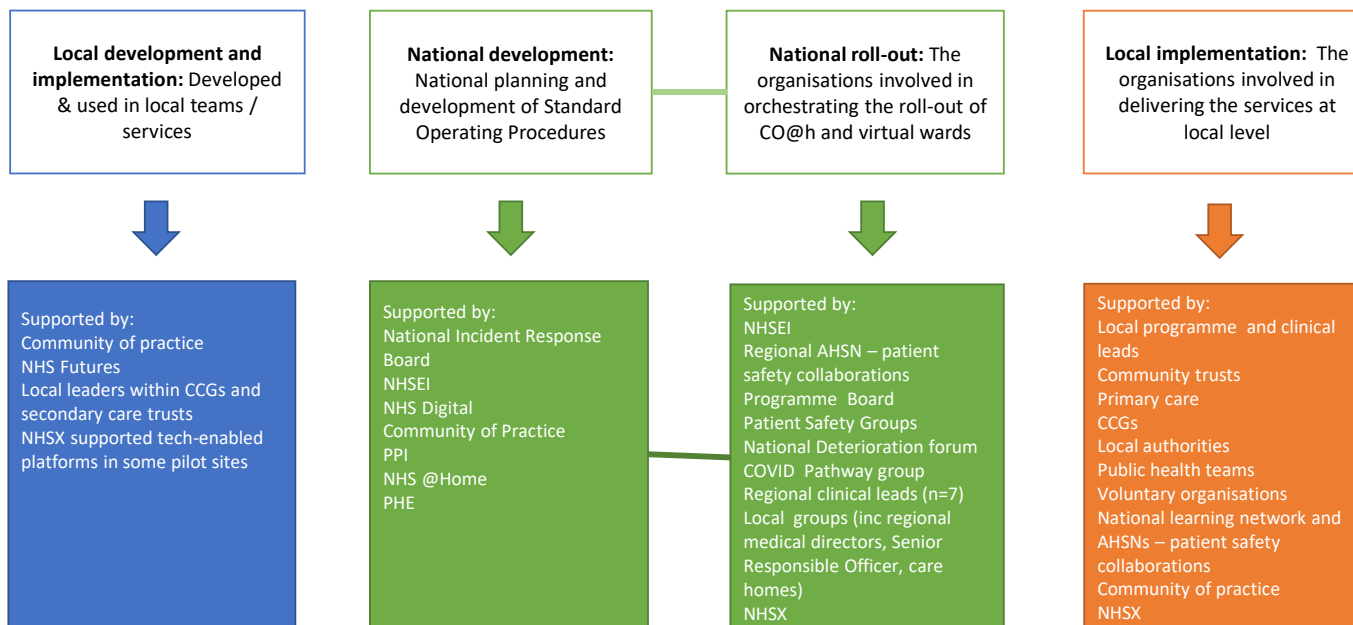 Local development and
implementation: Developed
& used in local teams /
services
National development:
National planning and
development of Standard
Operating Procedures
National roll-out: The
organisations involved in
orchestrating the roll-out of
CO@h and virtual wards
Local implementation: The
organisations involved in
delivering the services at
local level
Supported by:
Community of practice
NHS Futures
Local leaders within CCGs and
secondary care trusts
NHSX supported tech-enabled
platforms in some pilot sites
Supported by:
National Incident Response
Board
NHSEI
NHS Digital
Community of Practice
PPI
NHS @Home
PHE
Supported by:
NHSEI
Regional AHSN – patient
safety collaborations
Programme Board
Patient Safety Groups
National Deterioration forum
COVID Pathway group
Regional clinical leads (n=7)
Local groups (inc regional
medical directors, Senior
Responsible Officer, care
homes)
NHSX
Supported by:
Local programme and clinical
leads
Community trusts
Primary care
CCGs
Local authorities
Public health teams
Voluntary organisations
National learning network and
AHSNs – patient safety
collaborations
Community of practice
NHSX